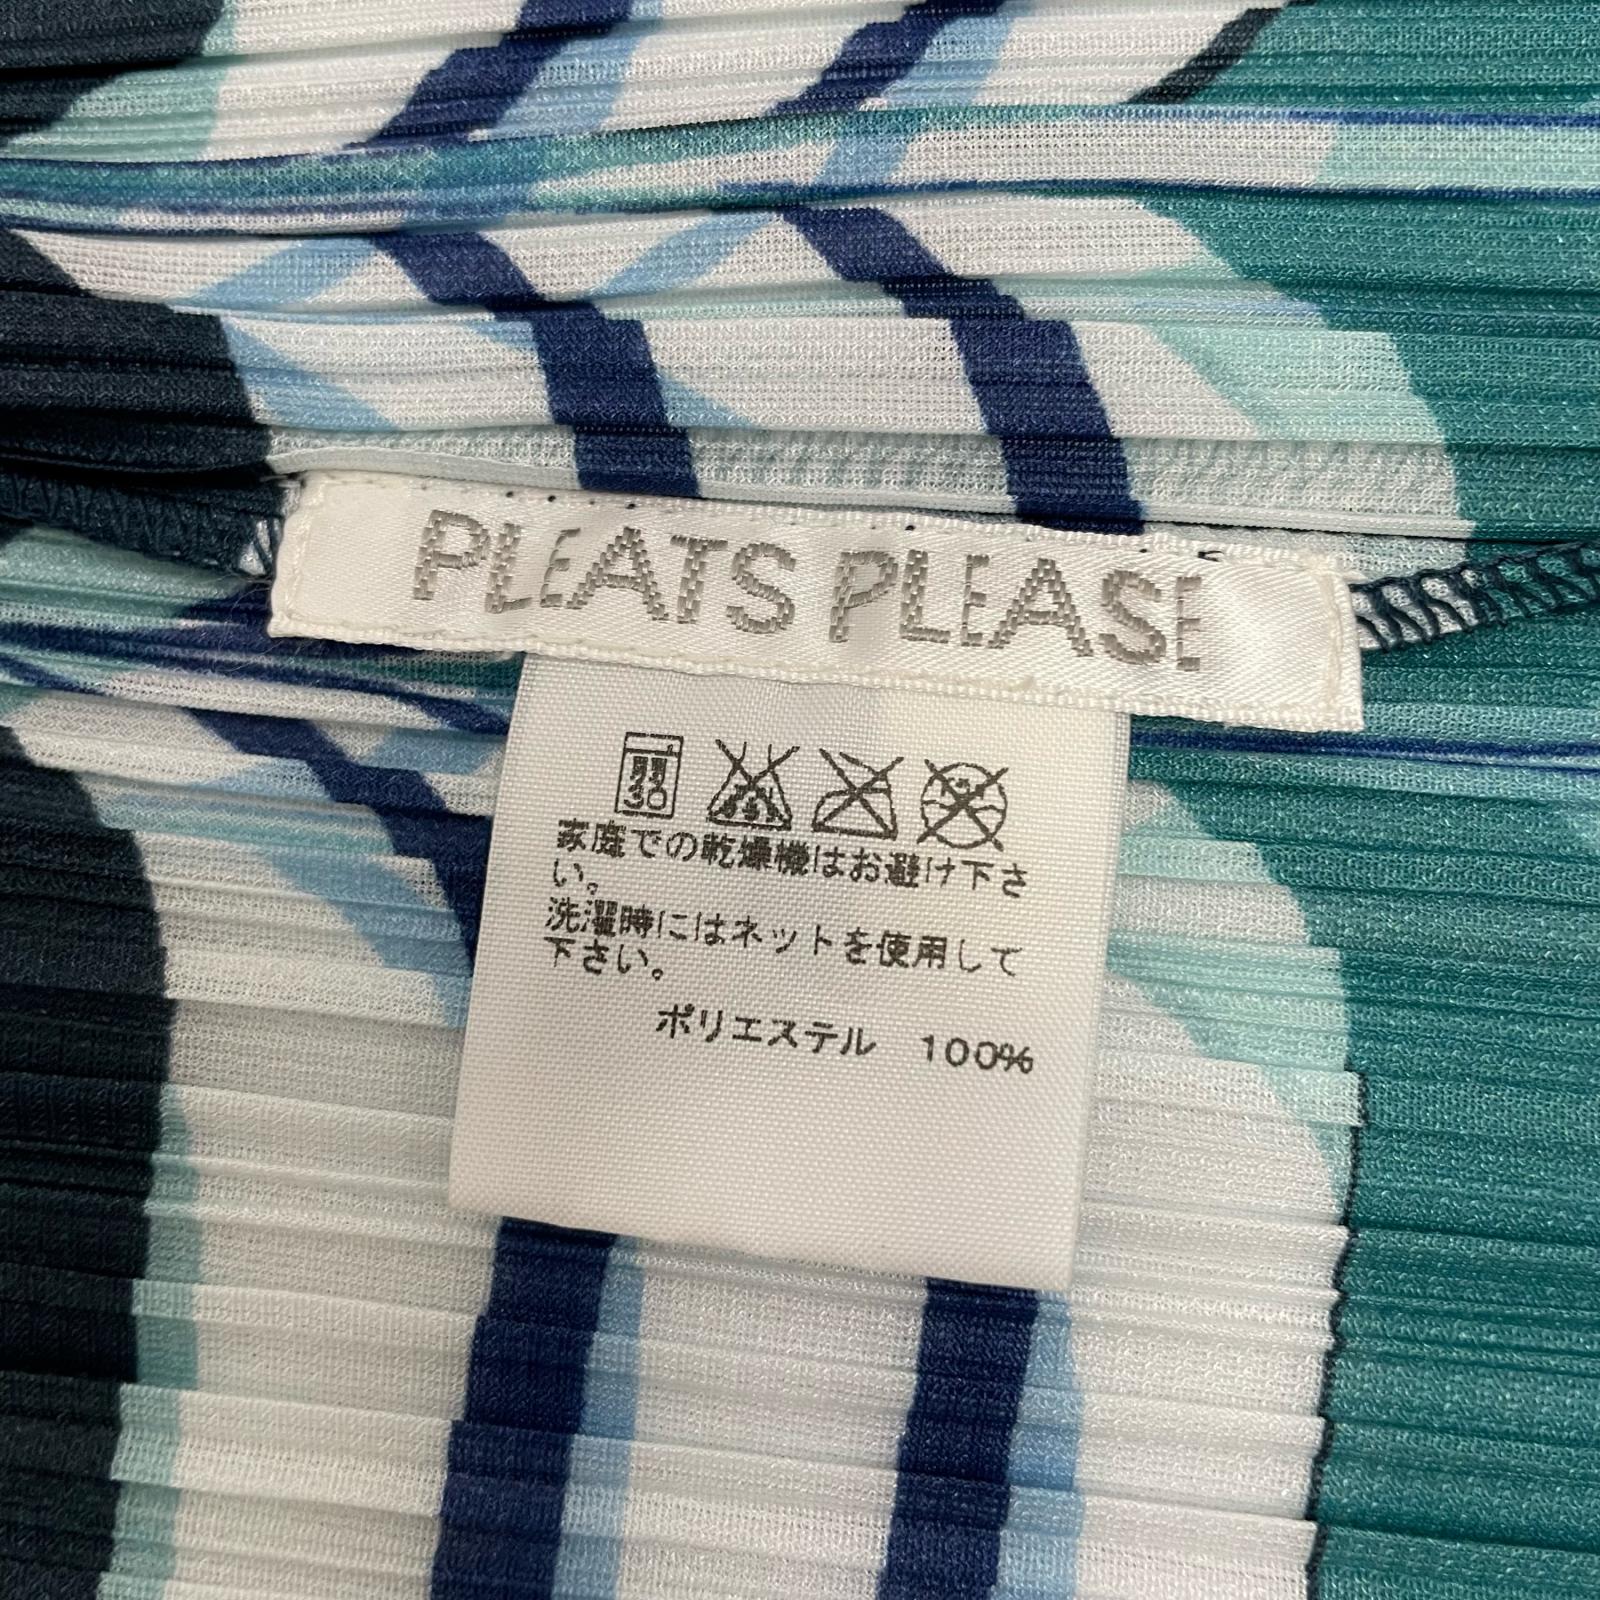 PLEATS PLEASE
30
家庭での乾燥機はお避け下さ
い。
洗濯時にはネットを使用して
下さい。
ポリエステル 100%